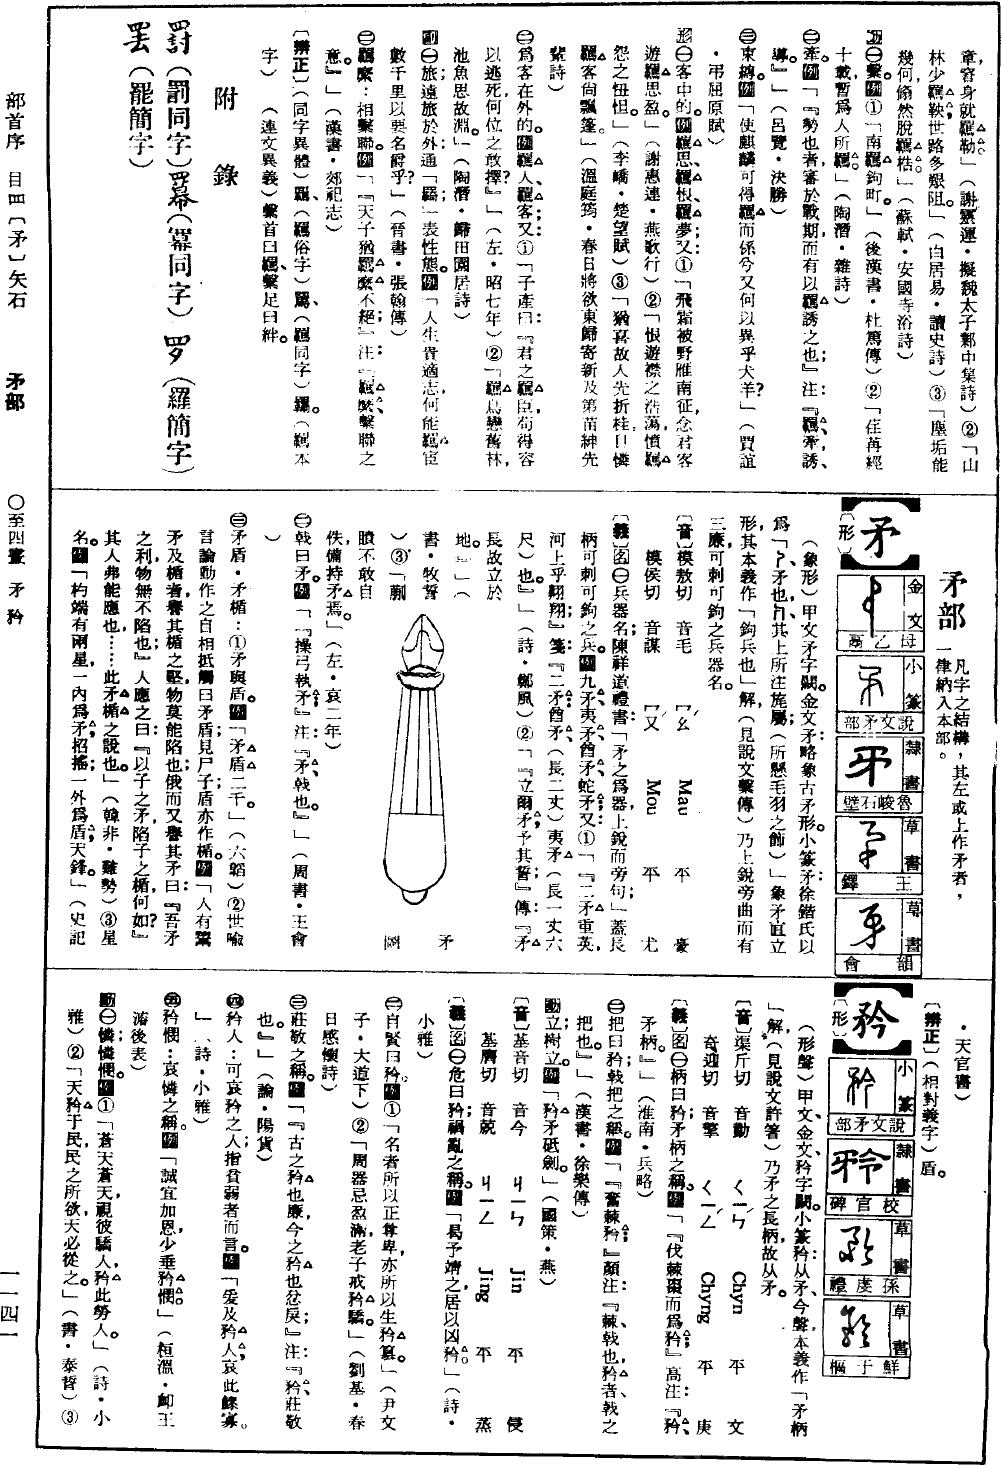 章窘身就羈勒」(謝靈運・擬魏太子鄴中集詩)②「山
林少羈鞅世路多艱阻。」(白居易・讀史詩)③「塵垢能
幾何,翛然脫羈梏。」(蘇軾・安國寺浴詩)
㊀繫。例①「南羈鉤町。」(後漢書・杜篤傳)②「荏苒經
十載,暫爲人所羈。」(陶潛・雜詩)
㊁牽。例「『勢也者,審於戰期而有以羈誘之也』注:『羈,牽;誘,
導。』」(呂覽・決勝)
㊂束縛。例「使麒麟可得羈而係兮,又何以異乎犬羊?」(賈誼
・弔屈原賦)
形㊀客中的。例羈思、羈恨、羈夢;又:①「飛霜被野雁南征,念君客
遊羈思盈。」(謝惠連・燕歌行)②「恨遊襟之浩蕩,憤羈
怨之忸怛。」(李嶠・楚望賦)③「猶喜故人先折桂,自憐
羈客尙飄蓬。」(溫庭筠・春日將欲東歸寄新及第苗紳先
輩詩)
㊁爲客在外的。例羈人、羈客;又:①「子產曰:『君之羈臣,苟得容
以逃死,何位之敢擇?』」(左・昭七年)②「羈鳥戀舊林,
池魚思故淵。」(陶潛・歸田園居詩)
副㊀旅遠旅於外,通「羇」,表性態。例「人生貴適志,何能羈宦
數千里以要名爵乎?」(晉書・張翰傳)
㊁羈縻:相繫聯。例「『天子猶羈縻不絕』注:『羈縻,繫聯之
意。』」(漢書・郊祀志)
〔辨正〕(同字異體)羁(羈俗字)。羇(羈同字)。䩭(羈本
字)(連文異義)繫首曰羈,繫足曰絆。
附 錄
罸(罰同字)幂(冪同字)罗(羅簡字)
罢(罷簡字)
矛部
凡字之結構,其左或上作矛者,
一律納入本部。
矛
〔形〕
金文 母乙爵
小篆 說文矛部
隸書 魯峻石壁
草書 王鐸
草書 韻會
(象形)甲文矛字闕。金文矛略象古矛形。小篆矛:徐鍇氏以
形,其本義作「鉤兵也」解(見說文繫傳),乃上銳旁曲而有
三廉可刺可鉤之兵器名。
〔音〕模敖切 音毛 ㄇㄠˊ Mau 平 豪
模侯切 音謀 ㄇㄡˊ Mou 平 尤
〔義〕名㊀兵器名;陳祥道禮書:「矛之爲器,上銳而旁句」,蓋長
柄可刺可鉤之兵。例九矛、夷矛、酋矛、蛇矛;又:①「『二矛重英,
河上乎翱翔』箋:『二矛,酋矛(長二丈)、夷矛(長一丈六
尺)也。』」(詩・鄭風)②「『立爾矛,予其誓』傳:『矛
長,故立於
地。』」(
書・牧誓
)③「蒯
聵不敢自
佚,備持矛焉。」(左・哀二年)
矛 圖
㊁戟曰矛。例「『操弓執矛』注:『矛,戟也。』」(周書・王會
)
㊂矛盾・矛楯:①矛與盾。例「矛盾二千。」(六韜)②世喻
言論動作之自相抵觸曰矛盾;見尸子;盾亦作楯。例「人有鬻
矛及楯者,譽其楯之堅,物莫能陷也;俄而又譽其矛曰:『吾矛
之利,物無不陷也。』人應之曰:『以子之矛,陷子之楯,何如?』
其人弗能應也……此矛楯之說也。」(韓非・難勢)③星
名。例「杓端有兩星,一內爲矛,招搖;一外爲盾,天鋒。」(史記
・天官書)
〔辨正〕(相對義字)盾。
矜
〔形〕
小篆 說文矛部
隸書 校官碑
草書 孫虔禮
草書 鮮于樞
(形聲)甲文、金文矜字闕。小篆矜:从矛,今聲,本義作「矛柄
」解(見說文許箸),乃矛之長柄,故从矛。
〔音〕渠斤切 音勤 ㄑㄧㄣˊ Chyn 平 文
奇迎切 音擎 ㄑㄧㄥˊ Chyng 平 庚
〔義〕名㊀柄曰矜;矛柄之稱。例「『伐棘棗而爲矜』高注:『矜,
矛柄。』」(淮南・兵略)
㊁把曰矜;戟把之稱。例「『奮棘矜』顏注:『棘,戟也,矜者,戟之
把也。』」(漢書・徐樂傳)
動立;樹立。例「矜矛砥劍。」(國策・燕)
〔音〕基音切 音今 ㄐㄧㄣ Jin 平 侵
基膺切 音兢 ㄐㄧㄥ Jing 平 蒸
〔義〕名㊀危曰矜;禍亂之稱。例「曷予靖之,居以凶矜。」(詩・
小雅)
㊁自賢曰矜。例①「名者所以正尊卑,亦所以生矜篡。」(尹文
子・大道下)②「周器忌盈滿,老子戒矜驕。」(劉基・春
日感懷詩)
㊂莊敬之稱。例「『古之矜也廉,今之矜也忿戾』注:『矜,莊敬
也。』」(論・陽貨)
㊃矜人:可哀矜之人;指貧弱者而言。例「爰及矜人,哀此鰥寡。
」(詩・小雅)
㊄矜憫:哀憐之稱。例「誠宜加恩,少垂矜憫。」(桓溫・卹王
濬後表)
動㊀憐;憐憫。例①「蒼天蒼天,視彼驕人,矜此勞人。」(詩・小
雅)②「天矜于民,民之所欲,天必從之。」(書・泰誓)③
部首序 目四〔矛〕矢石 矛部 ○至四畫 矛矜 一一四一